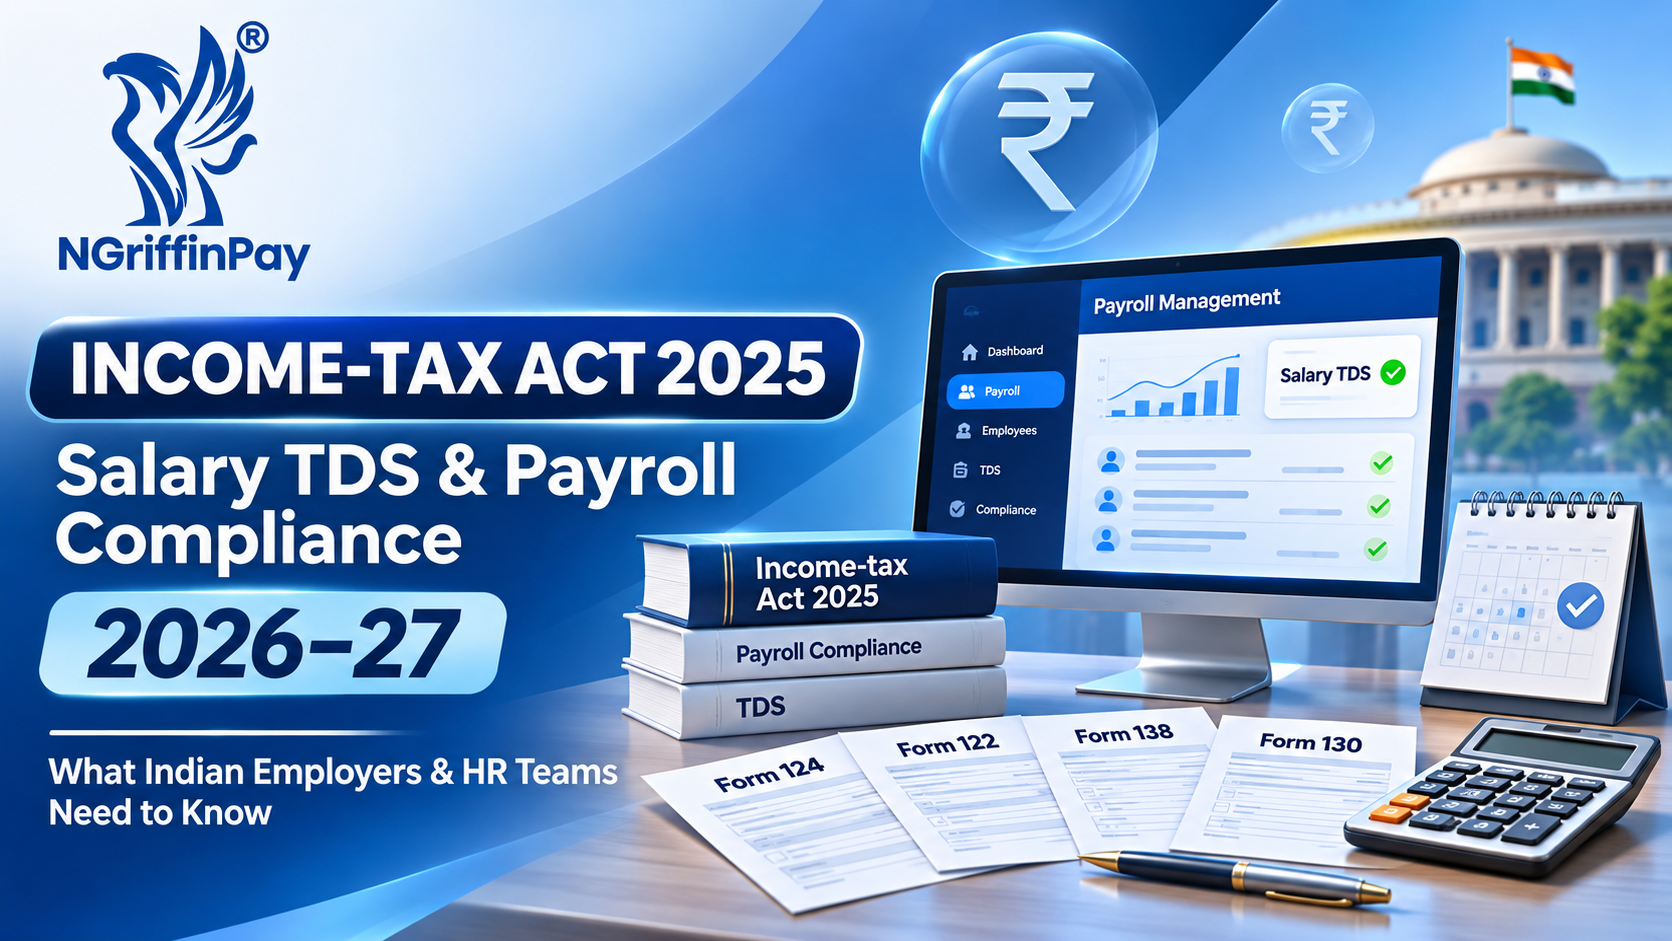 ®
NGriffinPay
INCOME-TAX ACT 2025
Salary TDS & Payroll
Compliance
2026–27
What Indian Employers & HR Teams
Need to Know
₹
₹
Payroll Management
Dashboard
Payroll
Employees
TDS
Compliance
Salary TDS
Income-tax
Act 2025
Payroll Compliance
TDS
Form 124
Form 122
Form 138
Form 130